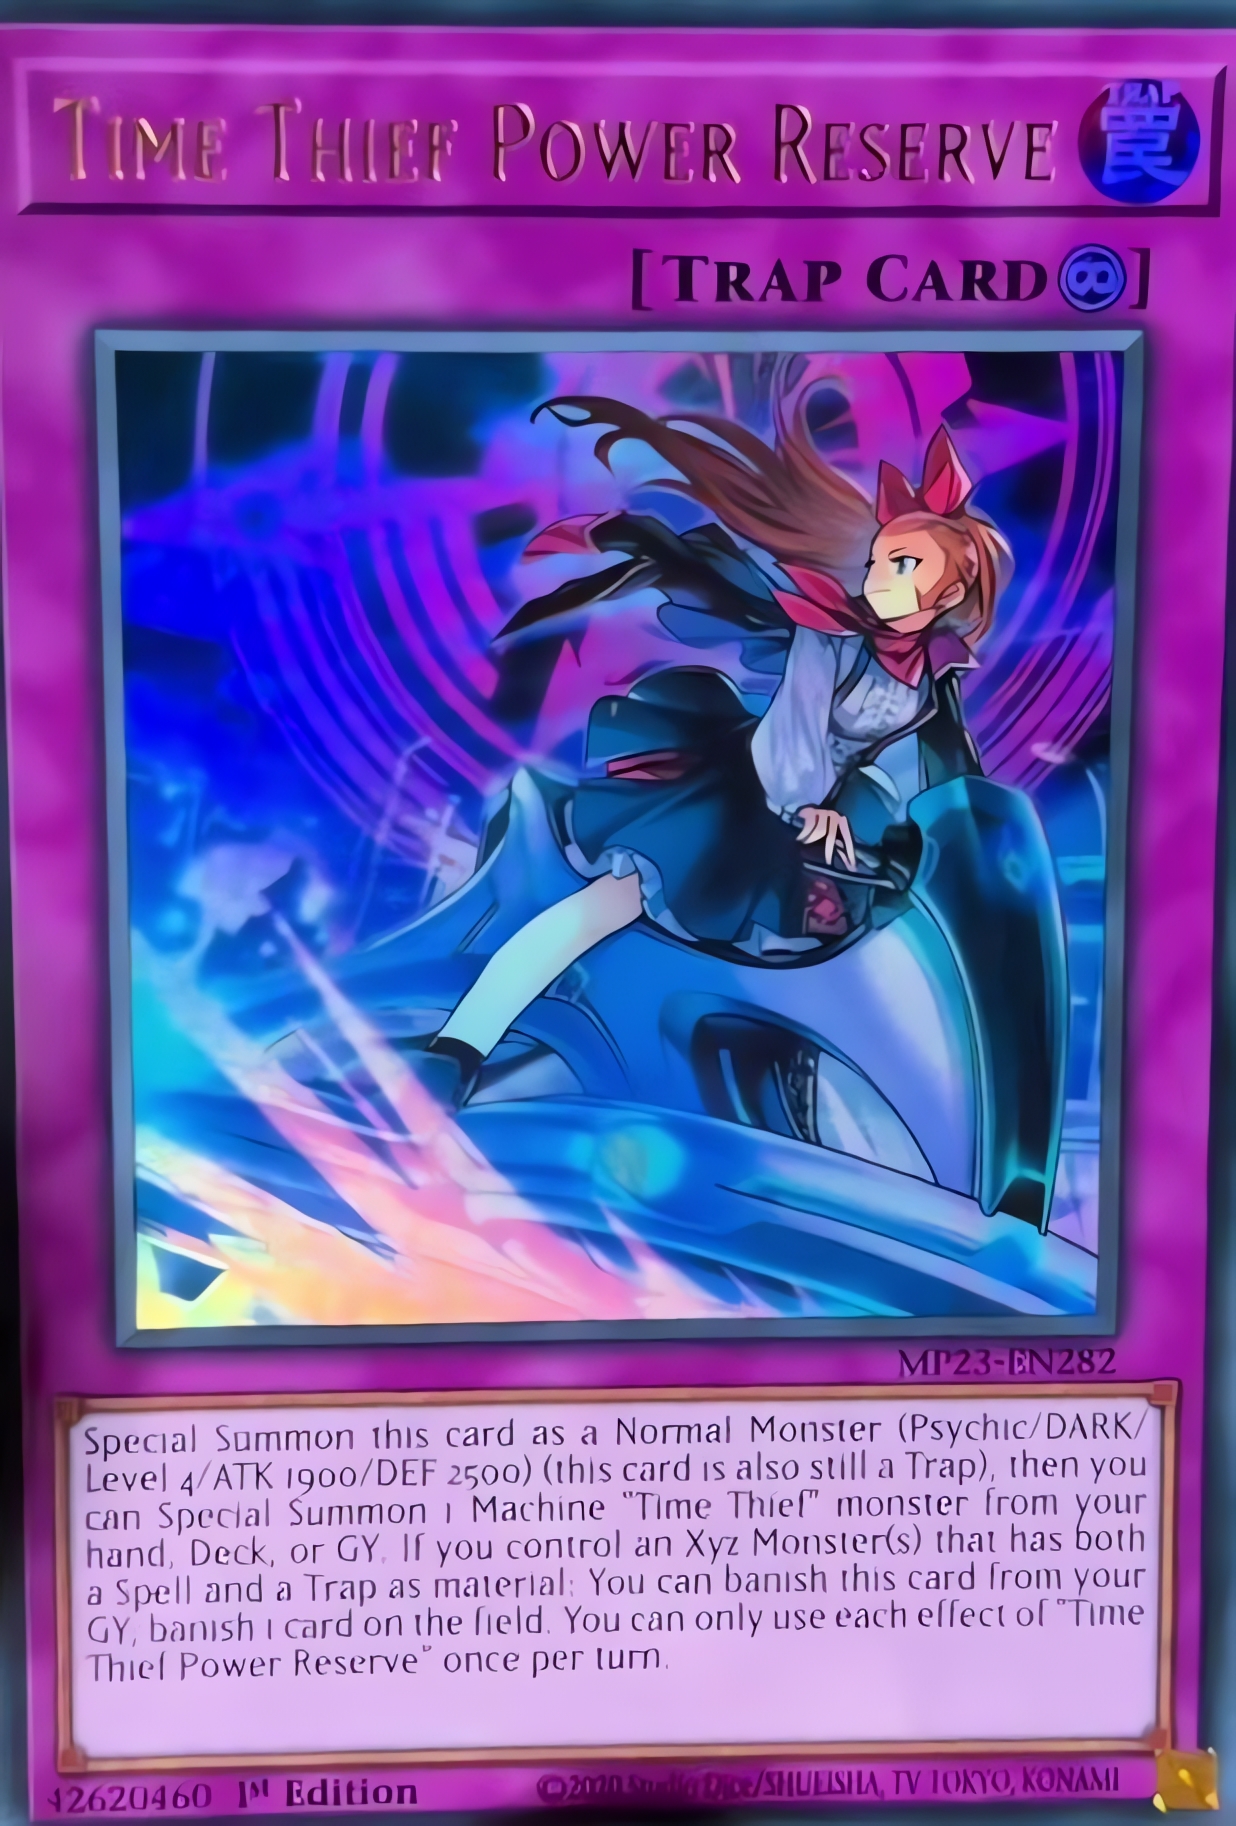 TIME THIEF POWER RESERVE
TRAP
罠
[TRAP CARD∞]
MP23-EN282
Special Summon this card as a Normal Monster (Psychic/DARK/
Level 4/ATK 1900/DEF 2500) (this card is also still a Trap), then you
can Special Summon 1 Machine "Time Thief" monster from your
hand, Deck, or GY. If you control an Xyz Monster(s) that has both
a Spell and a Trap as material: You can banish this card from your
GY, banish 1 card on the field. You can only use each effect of "Time
Thief Power Reserve" once per turn.
42620460 1st Edition
©2020 Studio Dice/SHUEISHA, TV TOKYO, KONAMI